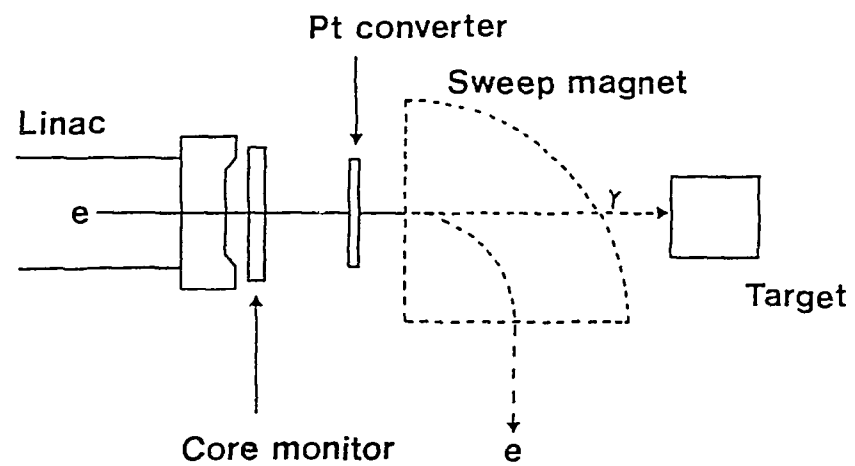 Pt converter
Sweep magnet
Linac
e
γ
Target
Core monitor
e